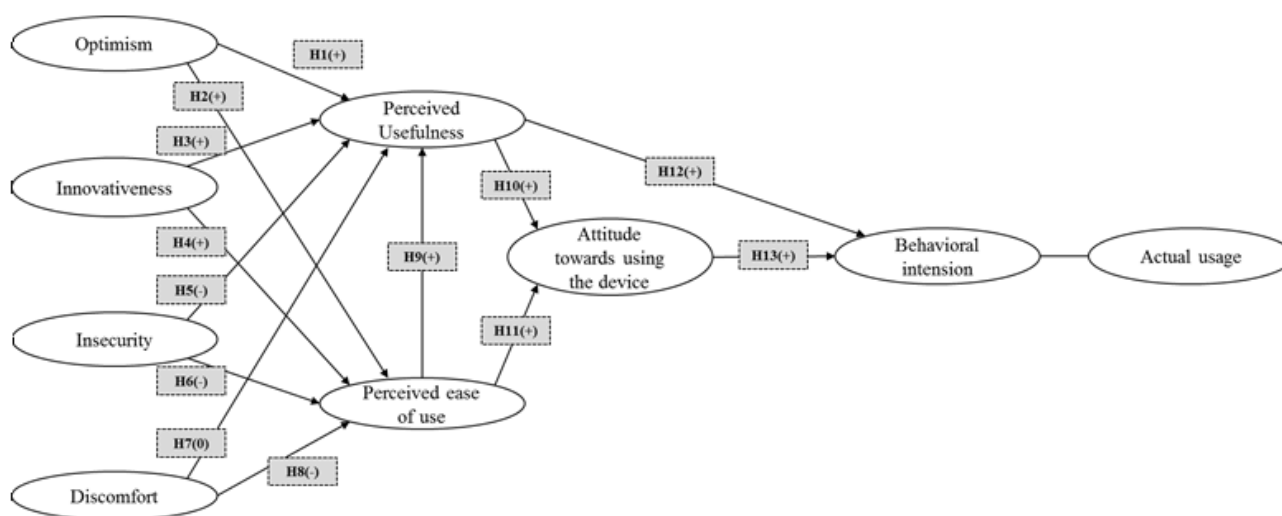 Optimism
H1(+)
H2(+)
Perceived
Usefulness
H3(+)
Innovativeness
H12(+)
H10(+)
H4(+)
H9(+)
Attitude
towards using
the device
H13(+)
Behavioral
intension
Actual usage
H5(-)
Insecurity
H11(+)
H6(-)
Perceived ease
of use
H7(0)
H8(-)
Discomfort